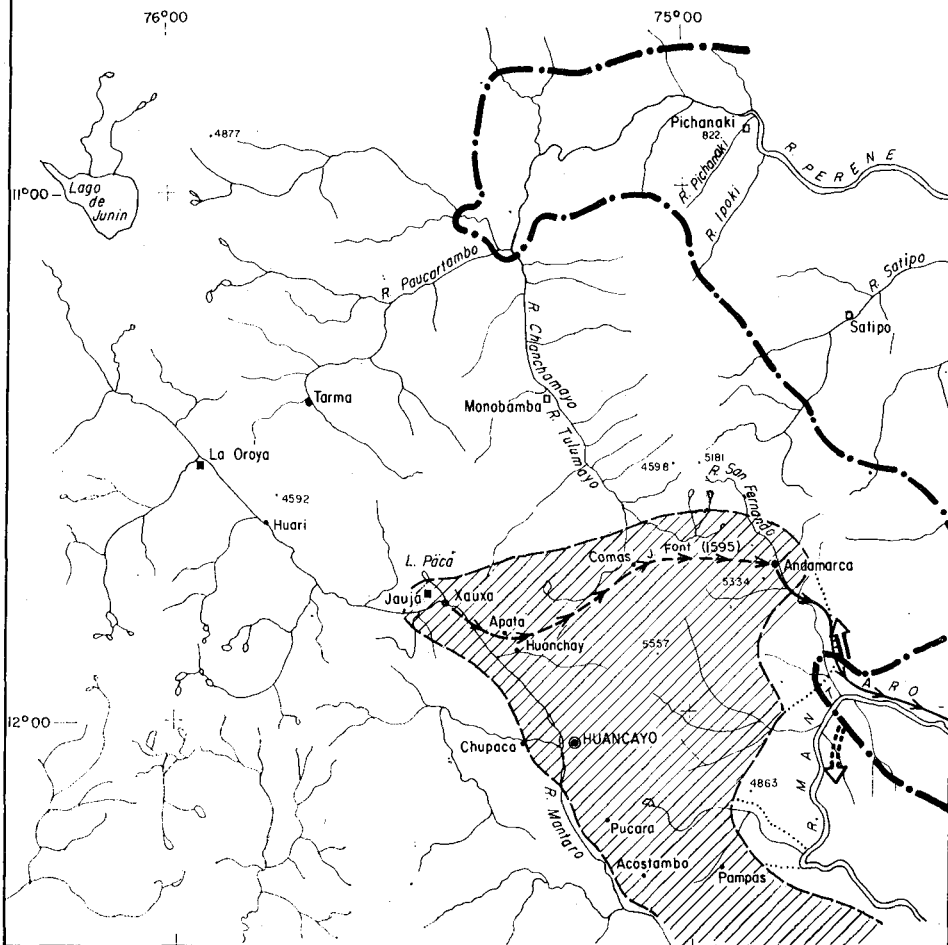 76°00
75°00
4877
Pichanaki
822
R. PERENE
R. Pichanaki
R. Ipoki
11°00
Lago
de
Junin
R. Paucartambo
R. Satipo
Satipo
R. Chanchamayo
Tarma
Monobamba
R. Tulumayo
La Oroya
4598
5181
R. San Fernando
4592
Huari
L. Paca
Comas
J. Font (1595)
Andamarca
Jauja
Xauxa
5334
Apata
Huanchay
5557
R. MANTARO
12°00
Chupaca
HUANCAYO
4863
R. Mantaro
Pucara
Acostambo
Pampas